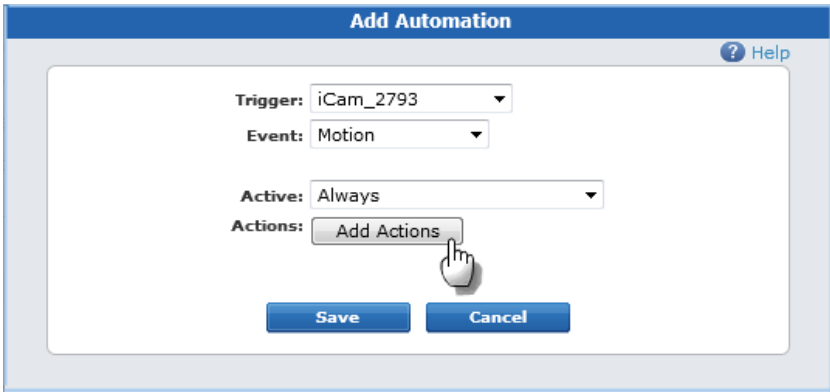 Add Automation
? Help
Trigger: iCam_2793
Event: Motion
Active: Always
Actions: Add Actions
Save Cancel